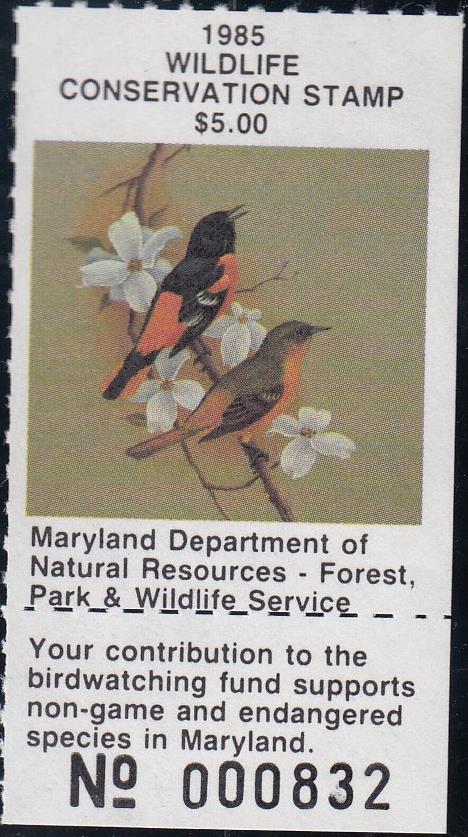 1985
WILDLIFE
CONSERVATION STAMP
$5.00
Maryland Department of
Natural Resources - Forest,
Park & Wildlife Service
Your contribution to the
birdwatching fund supports
non-game and endangered
species in Maryland.
Nº 000832